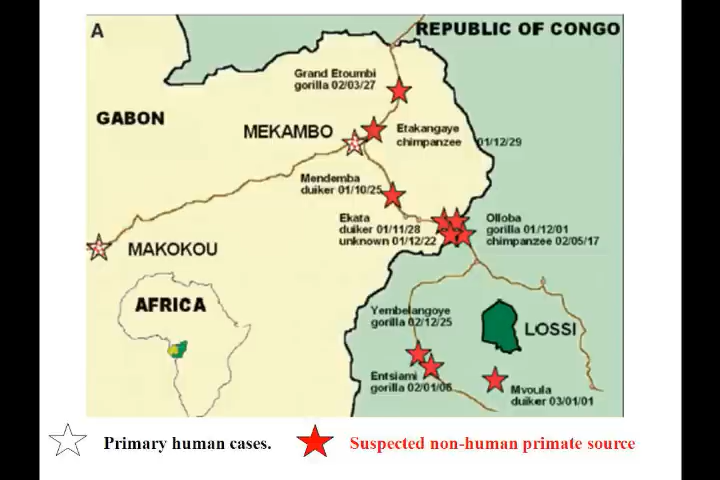 A
REPUBLIC OF CONGO
Grand Etoumbi
gorilla 02/03/27
GABON
MEKAMBO
Etakangaye
chimpanzee 01/12/29
Mendemba
duiker 01/10/25
Ekata
duiker 01/11/28
unknown 01/12/22
Olloba
gorilla 01/12/01
chimpanzee 02/05/17
MAKOKOU
AFRICA
Yembelangoye
gorilla 02/12/25
LOSSI
Entsiami
gorilla 02/01/06
Mvoula
duiker 03/01/01
Primary human cases.
Suspected non-human primate source